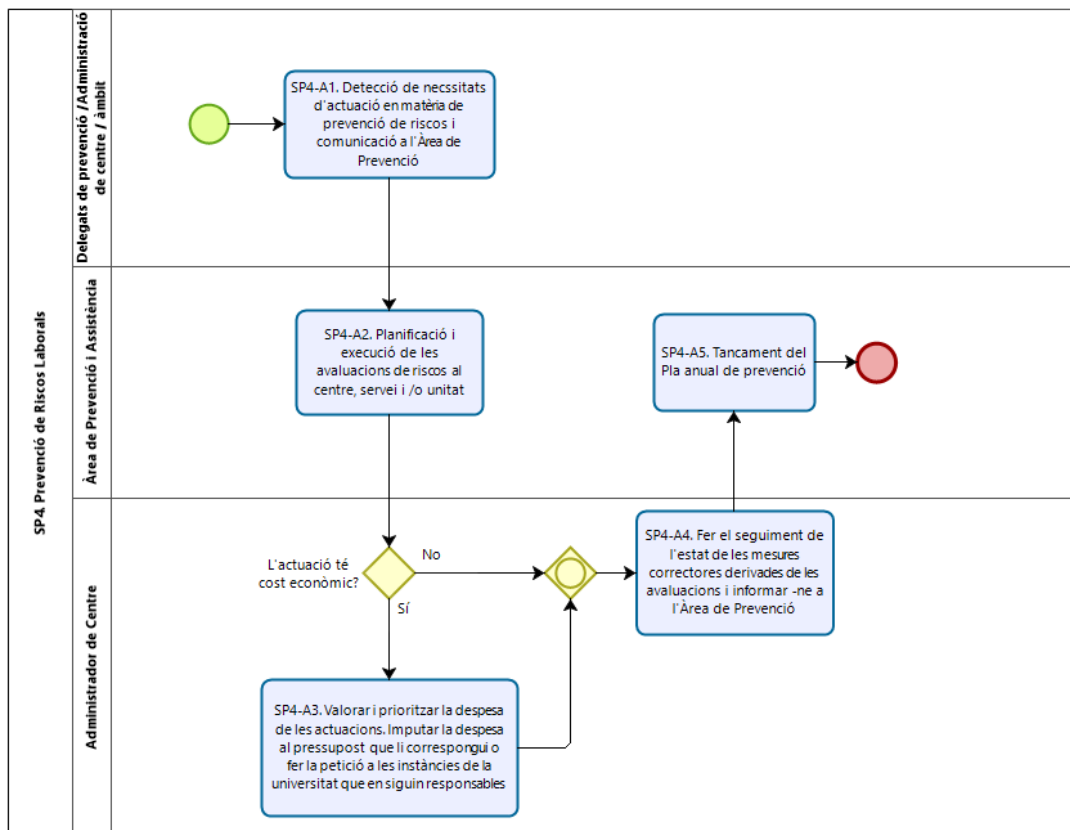 SP4. Prevenció de Riscos Laborals
Delegats de prevenció /Administració
de centre / àmbit
SP4-A1. Detecció de necssitats
d'actuació en matèria de
prevenció de riscos i
comunicació a l'Àrea de
Prevenció
Àrea de Prevenció i Assistència
SP4-A2. Planificació i
execució de les
avaluacions de riscos al
centre, servei i /o unitat
SP4-A5. Tancament del
Pla anual de prevenció
Administrador de Centre
L'actuació té
cost econòmic?
No
Sí
SP4-A4. Fer el seguiment de
l'estat de les mesures
correctores derivades de les
avaluacions i informar -ne a
l'Àrea de Prevenció
SP4-A3. Valorar i prioritzar la despesa
de les actuacions. Imputar la despesa
al pressupost que li correspongui o
fer la petició a les instàncies de la
universitat que en siguin responsables